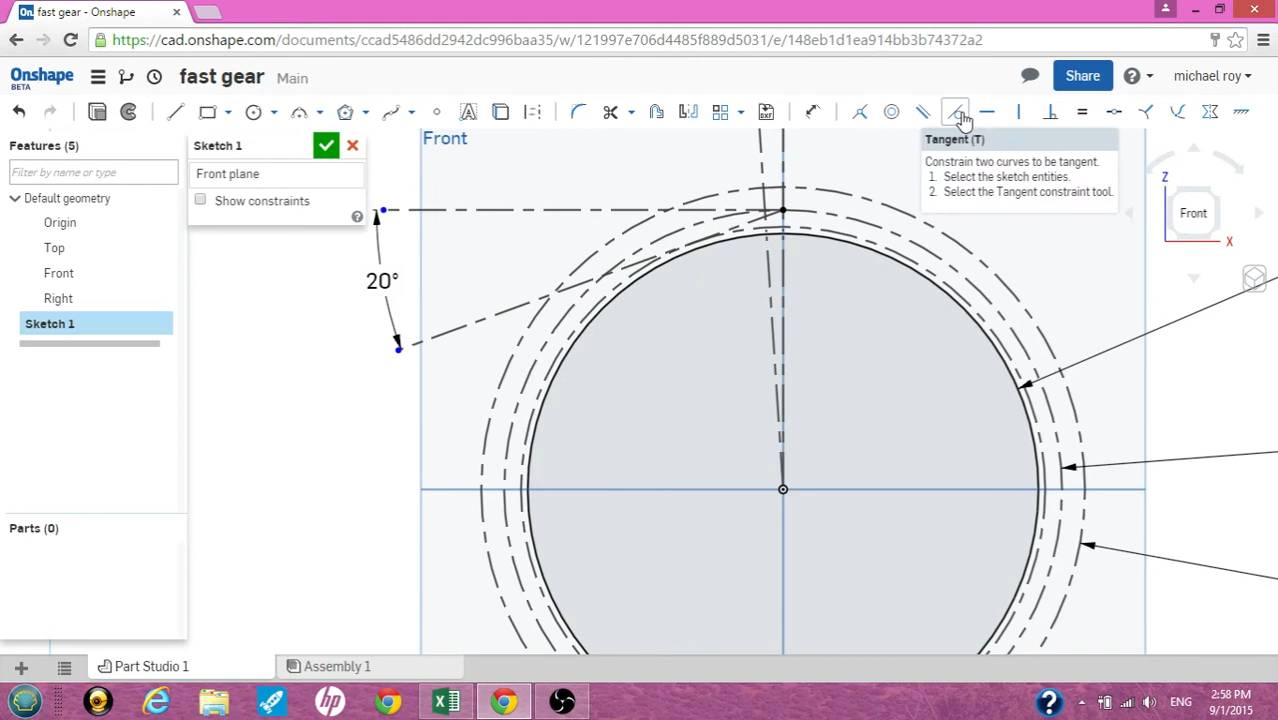 On. fast gear - Onshape
https://cad.onshape.com/documents/ccad5486dd2942dc996baa35/w/121997e706d4485f889d5031/e/148eb1d1ea914bb3b74372a2
Onshape
BETA
fast gear Main
Share
michael roy
Features (5)
Filter by name or type
Default geometry
Origin
Top
Front
Right
Sketch 1
Parts (0)
Sketch 1
Front plane
Show constraints
Front
20°
Tangent (T)
Constrain two curves to be tangent.
1. Select the sketch entities.
2. Select the Tangent constraint tool.
Z
Front
X
Part Studio 1
Assembly 1
ENG
2:58 PM
9/1/2015